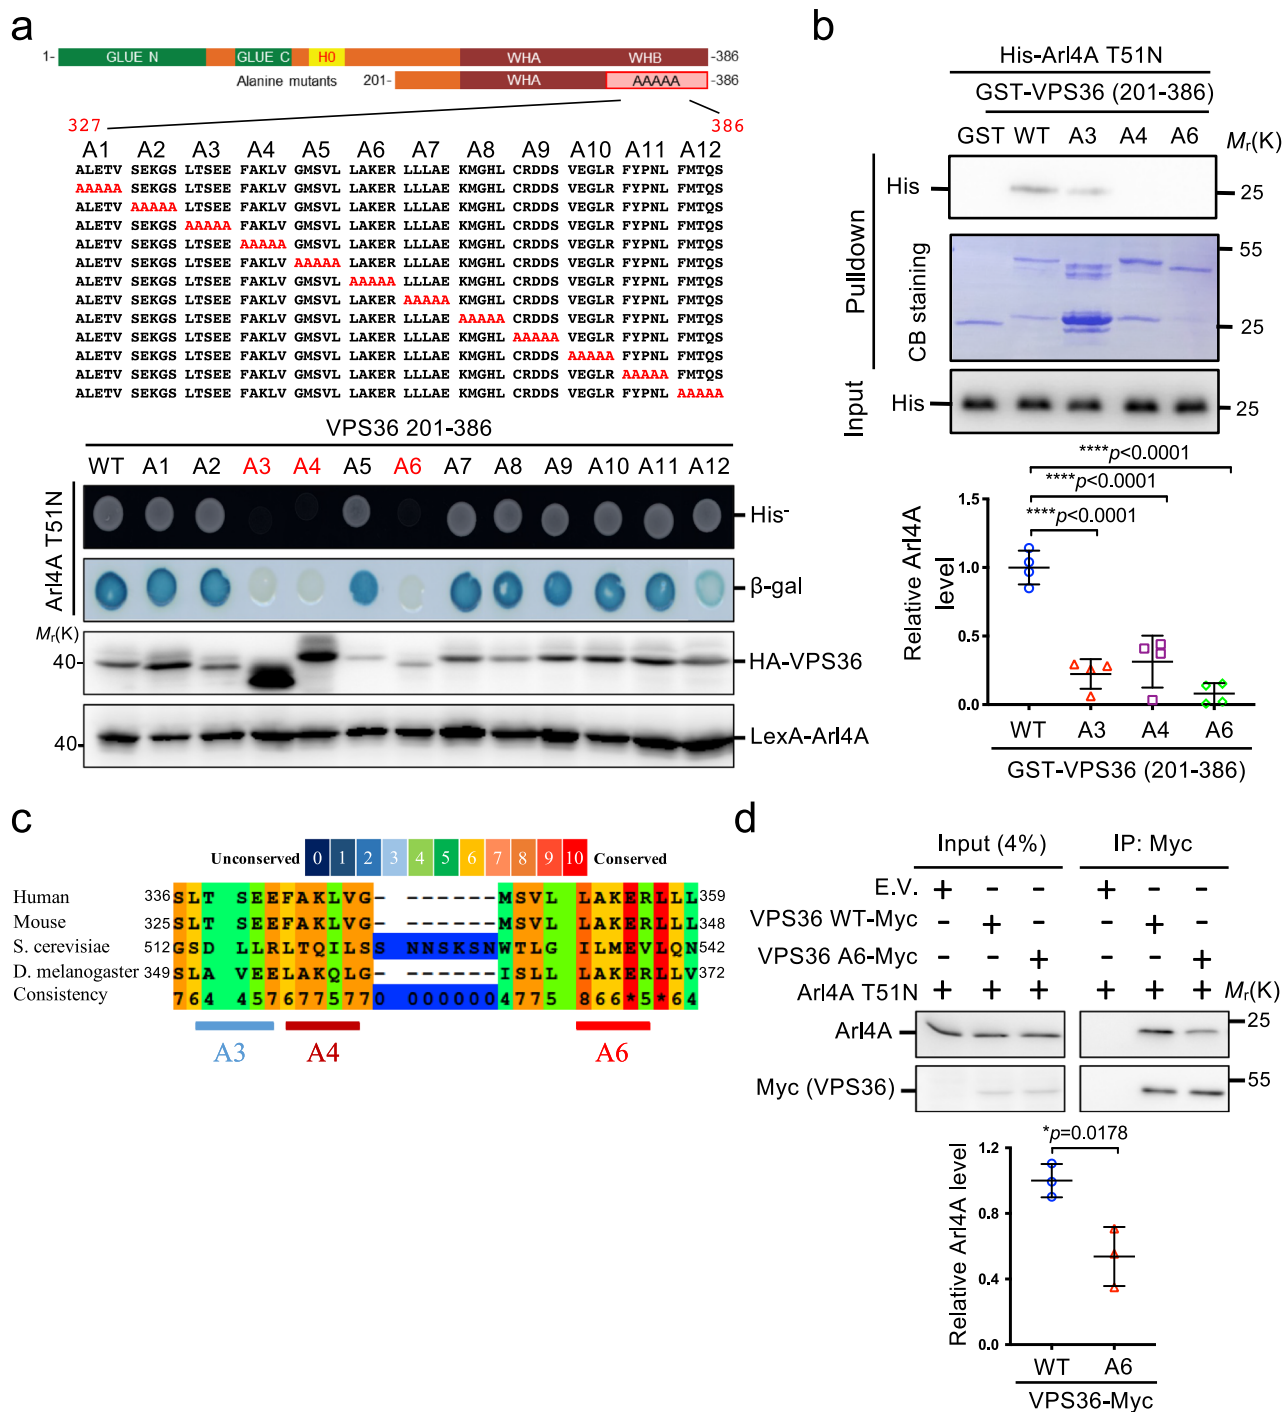 a
1- GLUE N GLUE C H0 WHA WHB -386
Alanine mutants 201- WHA AAAAA -386
327 386
A1 A2 A3 A4 A5 A6 A7 A8 A9 A10 A11 A12
ALETV SEKGS LTSEE FAKLV GMSVL LAKER LLLAE KMGHL CRDDS VEGLR FYPNL FMTQS
AAAAA SEKGS LTSEE FAKLV GMSVL LAKER LLLAE KMGHL CRDDS VEGLR FYPNL FMTQS
ALETV AAAAA LTSEE FAKLV GMSVL LAKER LLLAE KMGHL CRDDS VEGLR FYPNL FMTQS
ALETV SEKGS AAAAA FAKLV GMSVL LAKER LLLAE KMGHL CRDDS VEGLR FYPNL FMTQS
ALETV SEKGS LTSEE AAAAA GMSVL LAKER LLLAE KMGHL CRDDS VEGLR FYPNL FMTQS
ALETV SEKGS LTSEE FAKLV AAAAA LAKER LLLAE KMGHL CRDDS VEGLR FYPNL FMTQS
ALETV SEKGS LTSEE FAKLV GMSVL AAAAA LLLAE KMGHL CRDDS VEGLR FYPNL FMTQS
ALETV SEKGS LTSEE FAKLV GMSVL LAKER AAAAA KMGHL CRDDS VEGLR FYPNL FMTQS
ALETV SEKGS LTSEE FAKLV GMSVL LAKER LLLAE AAAAA CRDDS VEGLR FYPNL FMTQS
ALETV SEKGS LTSEE FAKLV GMSVL LAKER LLLAE KMGHL AAAAA VEGLR FYPNL FMTQS
ALETV SEKGS LTSEE FAKLV GMSVL LAKER LLLAE KMGHL CRDDS AAAAA FYPNL FMTQS
ALETV SEKGS LTSEE FAKLV GMSVL LAKER LLLAE KMGHL CRDDS VEGLR AAAAA FMTQS
ALETV SEKGS LTSEE FAKLV GMSVL LAKER LLLAE KMGHL CRDDS VEGLR FYPNL AAAAA
VPS36 201-386
WT A1 A2 A3 A4 A5 A6 A7 A8 A9 A10 A11 A12
Arl4A T51N
His⁻
β-gal
Mr(K)
40 HA-VPS36
40 LexA-Arl4A
b
His-Arl4A T51N
GST-VPS36 (201-386)
GST WT A3 A4 A6 Mr(K)
Pulldown
His 25
CB staining
55
25
Input
His 25
****p<0.0001
****p<0.0001
****p<0.0001
Relative Arl4A level
1.5
1.0
0.5
0.0
WT A3 A4 A6
GST-VPS36 (201-386)
c
Unconserved 0 1 2 3 4 5 6 7 8 9 10 Conserved
Human 336 SLT SEEFAKLVG- ------- MSVL LAKERLLL 359
Mouse 325 SLT SEEFAKLVG- ------- MSVL LAKERLLL 348
S. cerevisiae 512 GSD LLRLTQILSS NNSKSNWTLG ILMEVLQN 542
D. melanogaster 349 SLA VEELAKQLG- ------- ISLL LAKERLLV 372
Consistency 764 4576775770 0000004775 866*5*64
A3 A4 A6
d
Input (4%) IP: Myc
E.V. + - - + - -
VPS36 WT-Myc - + - - + -
VPS36 A6-Myc - - + - - +
Arl4A T51N + + + + + + Mr(K)
Arl4A 25
Myc (VPS36) 55
*p=0.0178
Relative Arl4A level
1.2
0.8
0.4
0.0
WT A6
VPS36-Myc